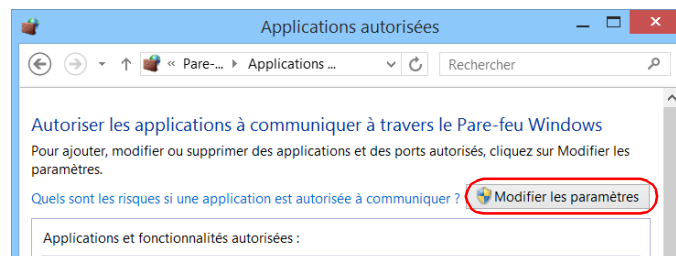 Applications autorisées
« Pare-... Applications ... Rechercher
Autoriser les applications à communiquer à travers le Pare-feu Windows
Pour ajouter, modifier ou supprimer des applications et des ports autorisés, cliquez sur Modifier les
paramètres.
Quels sont les risques si une application est autorisée à communiquer ? Modifier les paramètres
Applications et fonctionnalités autorisées :